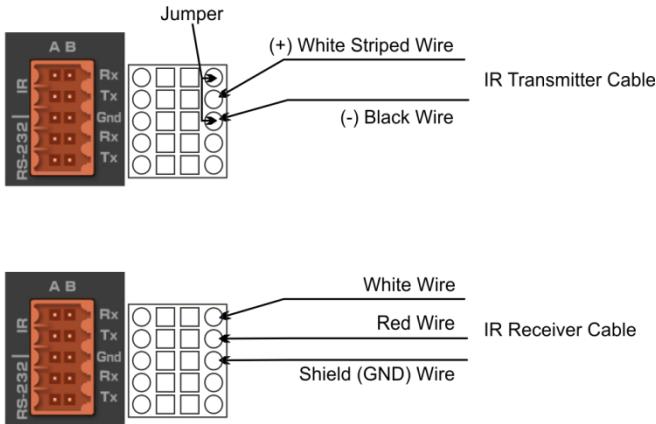 Jumper
A B
(+) White Striped Wire
IR
Rx
Tx
IR Transmitter Cable
Gnd
(-) Black Wire
RS-232
Rx
Tx
A B
White Wire
IR
Rx
Red Wire
Tx
IR Receiver Cable
Gnd
Shield (GND) Wire
RS-232
Rx
Tx